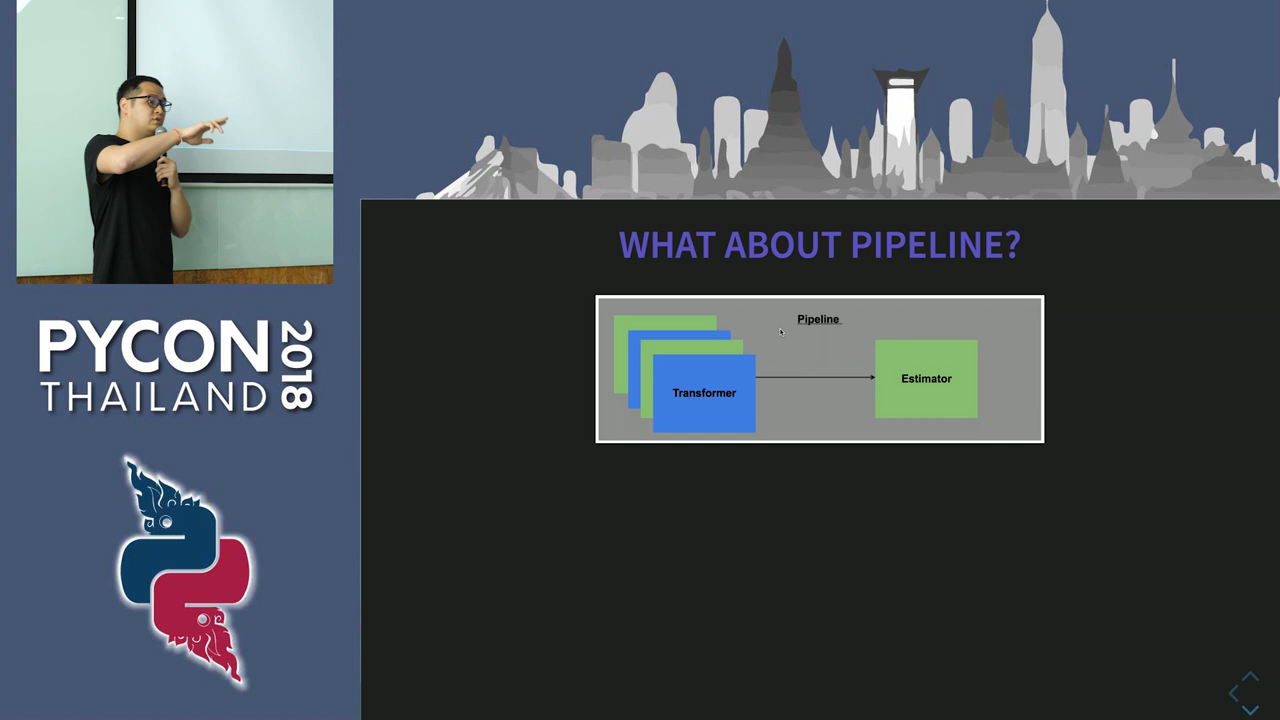 PYCON
THAILAND
2018
WHAT ABOUT PIPELINE?
Pipeline
Transformer
Estimator